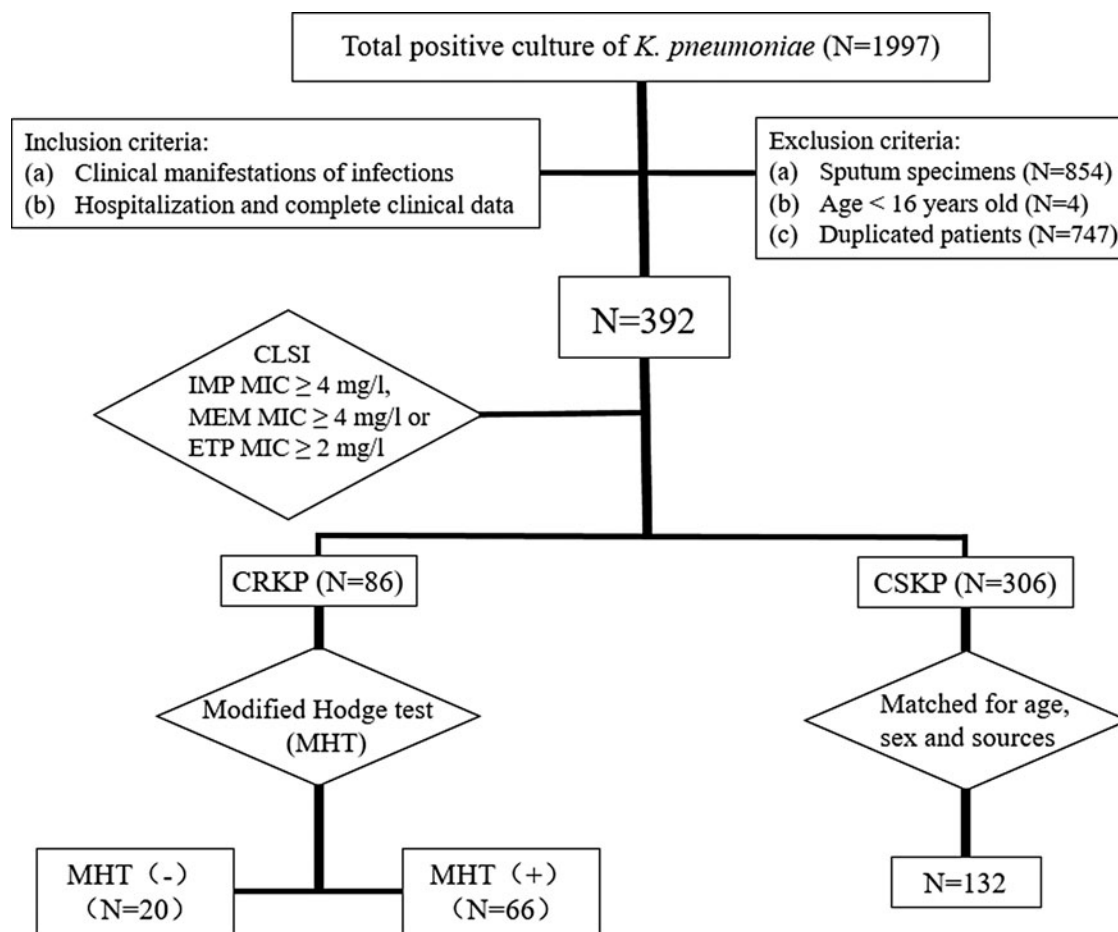 Total positive culture of K. pneumoniae (N=1997)
Inclusion criteria:
(a) Clinical manifestations of infections
(b) Hospitalization and complete clinical data
Exclusion criteria:
(a) Sputum specimens (N=854)
(b) Age < 16 years old (N=4)
(c) Duplicated patients (N=747)
N=392
CLSI
IMP MIC ≥ 4 mg/l,
MEM MIC ≥ 4 mg/l or
ETP MIC ≥ 2 mg/l
CRKP (N=86)
CSKP (N=306)
Modified Hodge test
(MHT)
Matched for age,
sex and sources
MHT（-）
（N=20）
MHT（+）
（N=66）
N=132